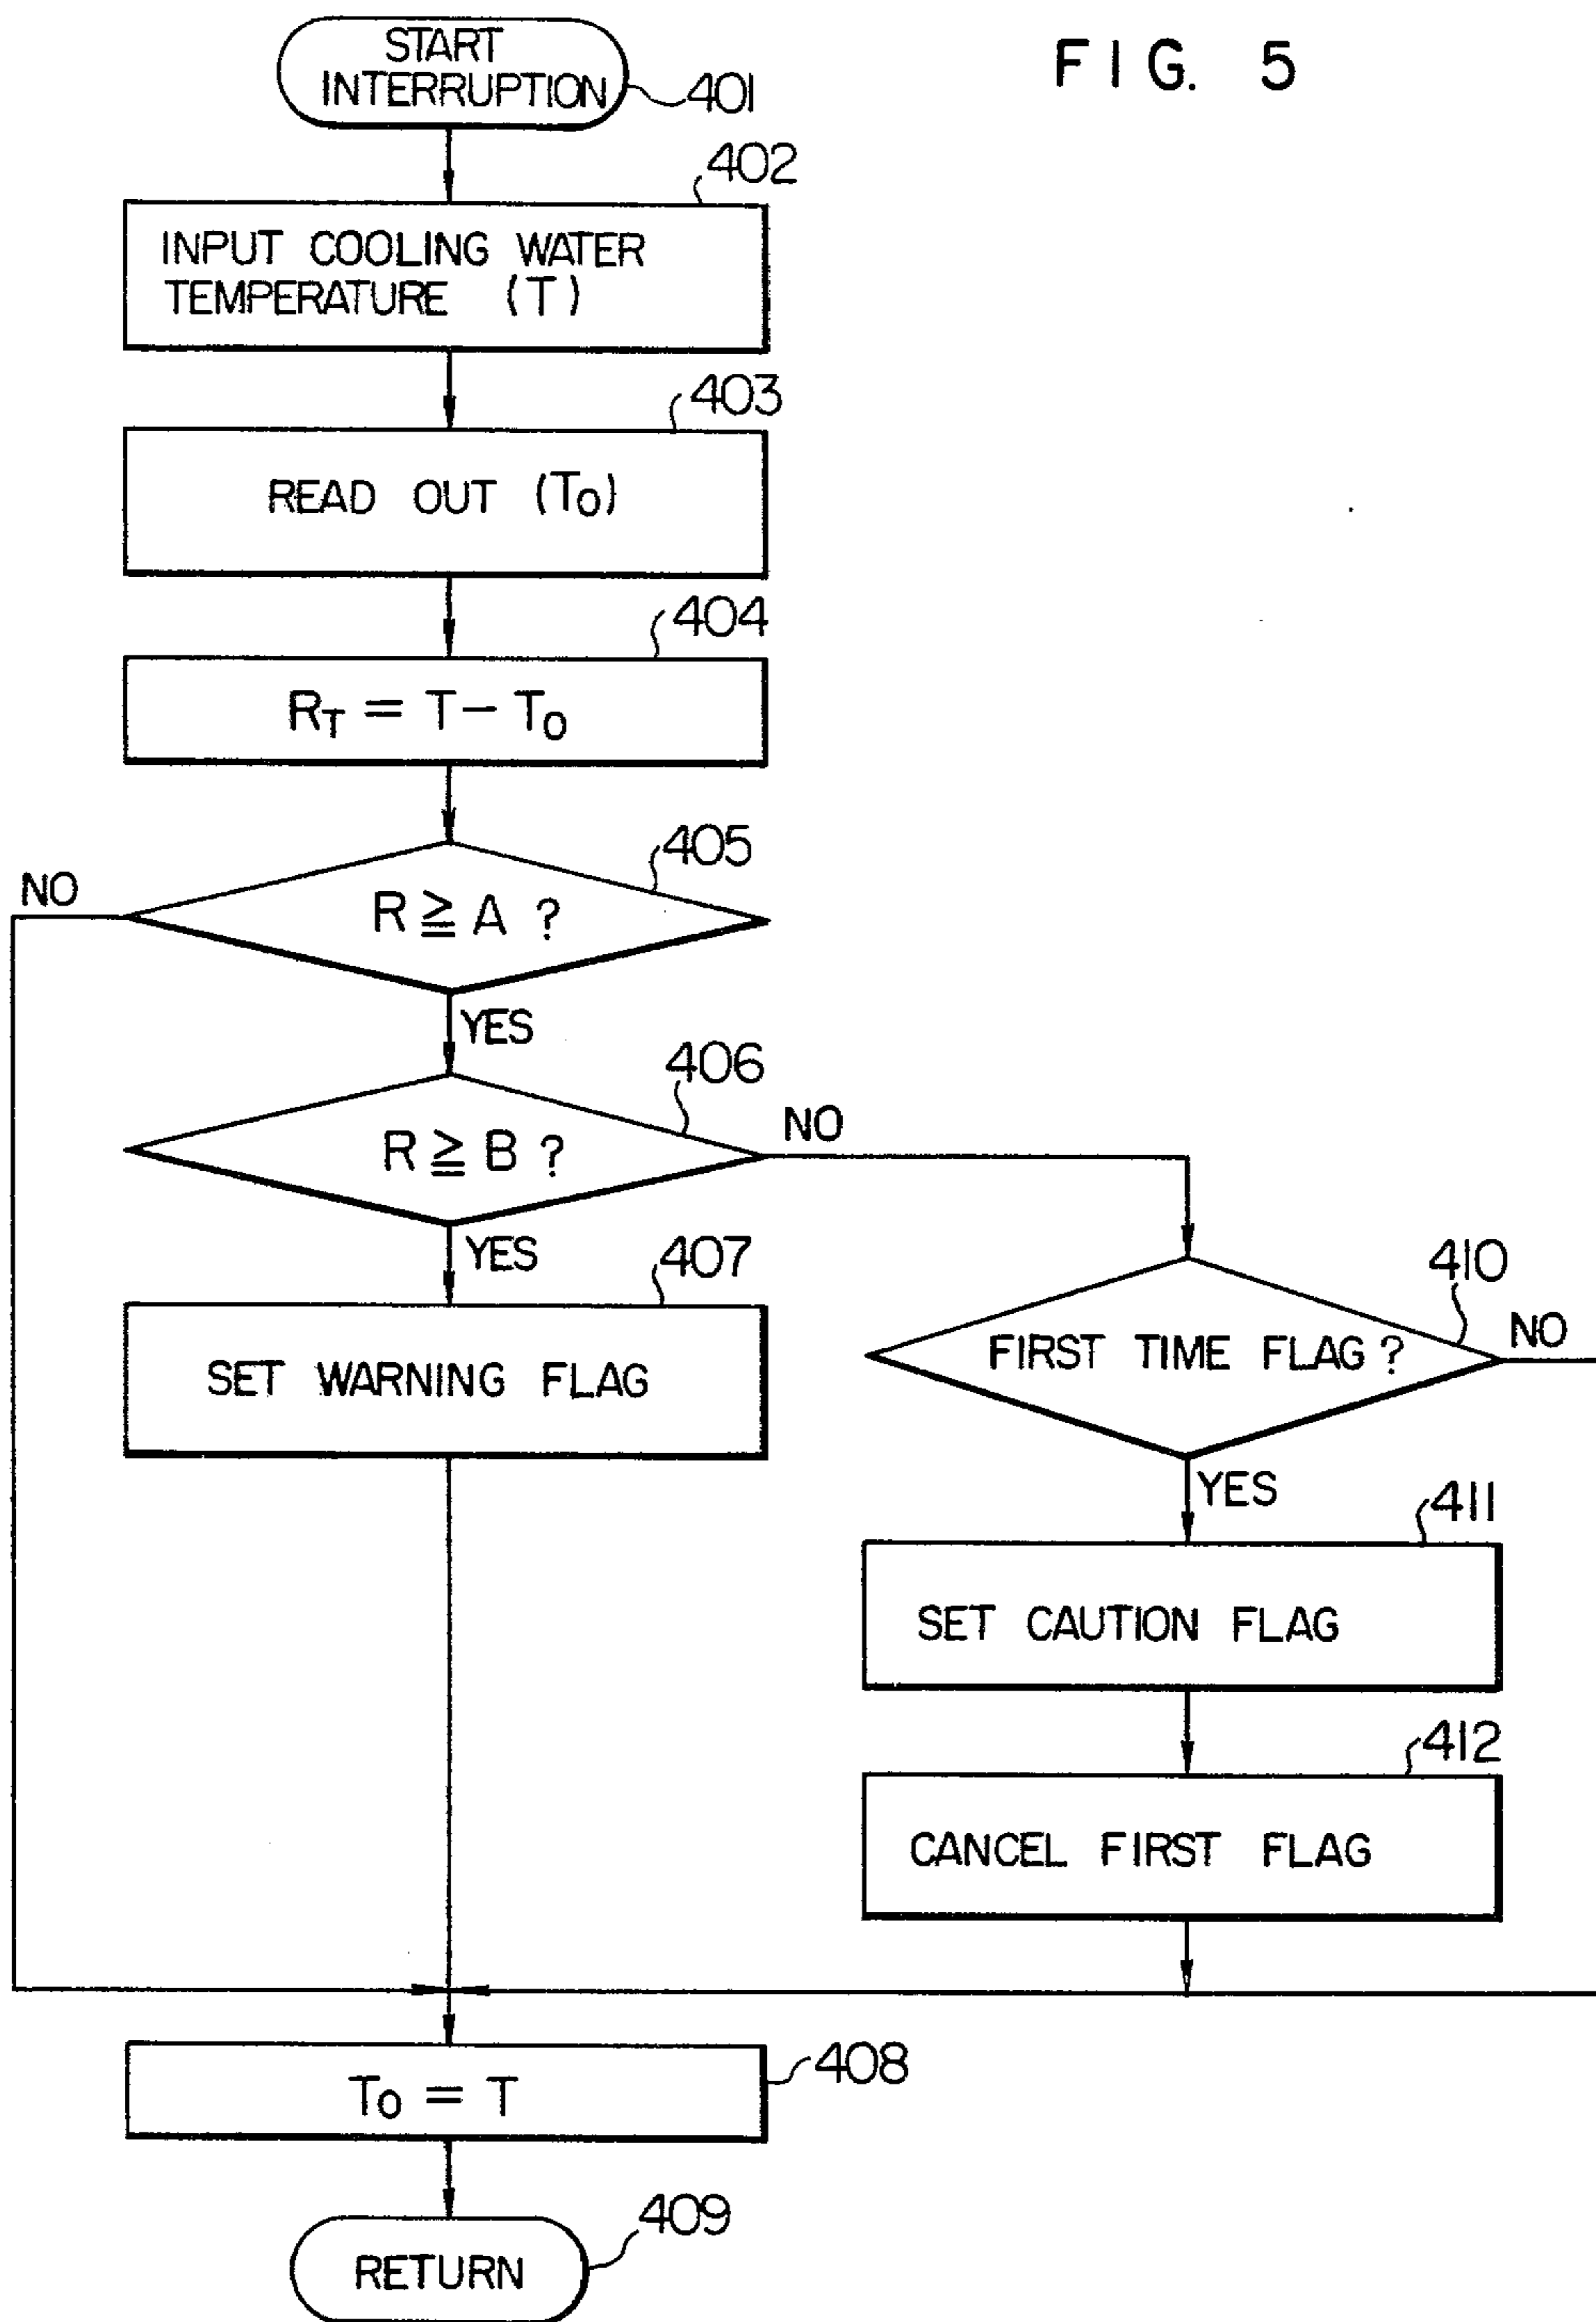 FIG. 5
START
INTERRUPTION
401
402
INPUT COOLING WATER
TEMPERATURE (T)
403
READ OUT (T₀)
404
R_T = T − T₀
405
NO
R ≧ A ?
YES
406
NO
R ≧ B ?
YES
407
SET WARNING FLAG
410
NO
FIRST TIME FLAG ?
YES
411
SET CAUTION FLAG
412
CANCEL FIRST FLAG
408
T₀ = T
409
RETURN